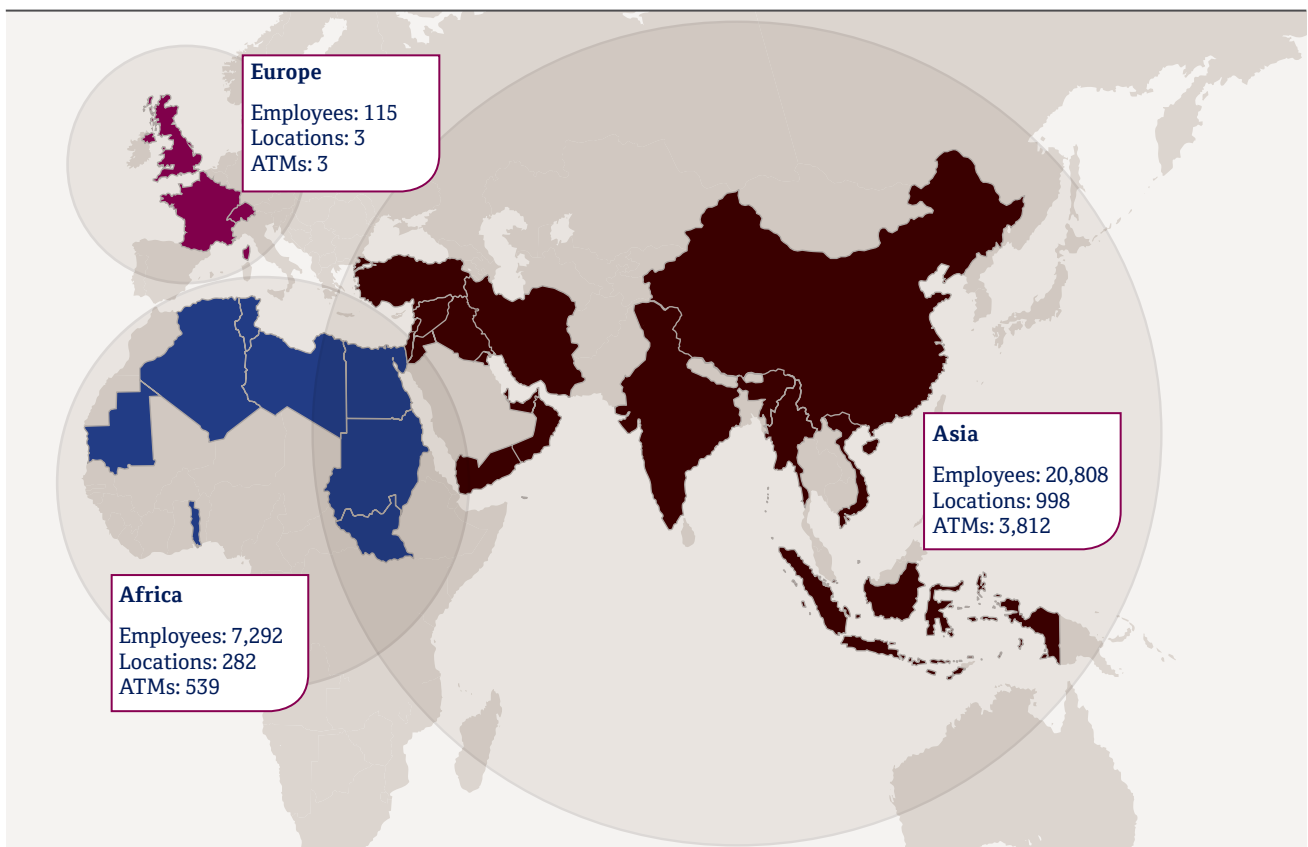 Europe
Employees: 115
Locations: 3
ATMs: 3
Asia
Employees: 20,808
Locations: 998
ATMs: 3,812
Africa
Employees: 7,292
Locations: 282
ATMs: 539